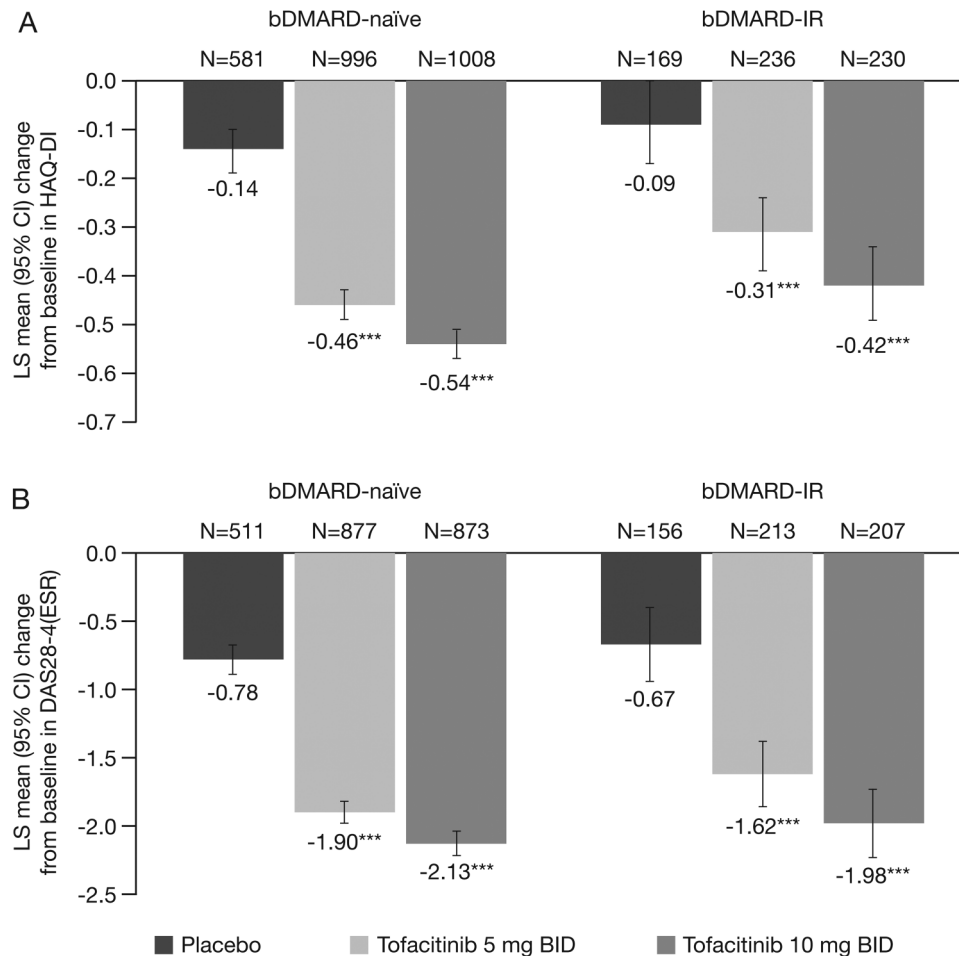 A
bDMARD-naïve
bDMARD-IR
N=581 N=996 N=1008 N=169 N=236 N=230
LS mean (95% CI) change
from baseline in HAQ-DI
0.0
-0.1
-0.2
-0.3
-0.4
-0.5
-0.6
-0.7
-0.14
-0.46***
-0.54***
-0.09
-0.31***
-0.42***
B
bDMARD-naïve
bDMARD-IR
N=511 N=877 N=873 N=156 N=213 N=207
LS mean (95% CI) change
from baseline in DAS28-4(ESR)
0.0
-0.5
-1.0
-1.5
-2.0
-2.5
-0.78
-1.90***
-2.13***
-0.67
-1.62***
-1.98***
Placebo
Tofacitinib 5 mg BID
Tofacitinib 10 mg BID